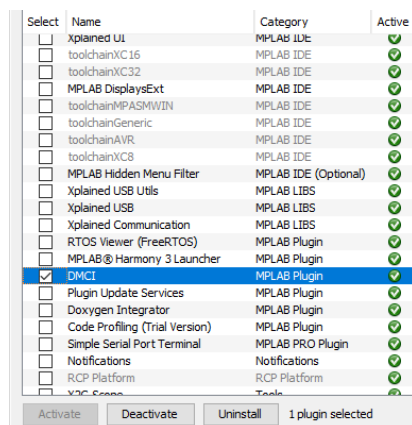 Select Name Category Active
Xplained UI MPLAB IDE
toolchainXC16 MPLAB IDE
toolchainXC32 MPLAB IDE
MPLAB DisplaysExt MPLAB IDE
toolchainMPASMWIN MPLAB IDE
toolchainGeneric MPLAB IDE
toolchainAVR MPLAB IDE
toolchainXC8 MPLAB IDE
MPLAB Hidden Menu Filter MPLAB IDE (Optional)
Xplained USB Utils MPLAB LIBS
Xplained USB MPLAB LIBS
Xplained Communication MPLAB LIBS
RTOS Viewer (FreeRTOS) MPLAB Plugin
MPLAB® Harmony 3 Launcher MPLAB Plugin
DMCI MPLAB Plugin
Plugin Update Services MPLAB Plugin
Doxygen Integrator MPLAB Plugin
Code Profiling (Trial Version) MPLAB Plugin
Simple Serial Port Terminal MPLAB PRO Plugin
Notifications Notifications
RCP Platform RCP Platform
X2C Scope Tools
Activate Deactivate Uninstall 1 plugin selected